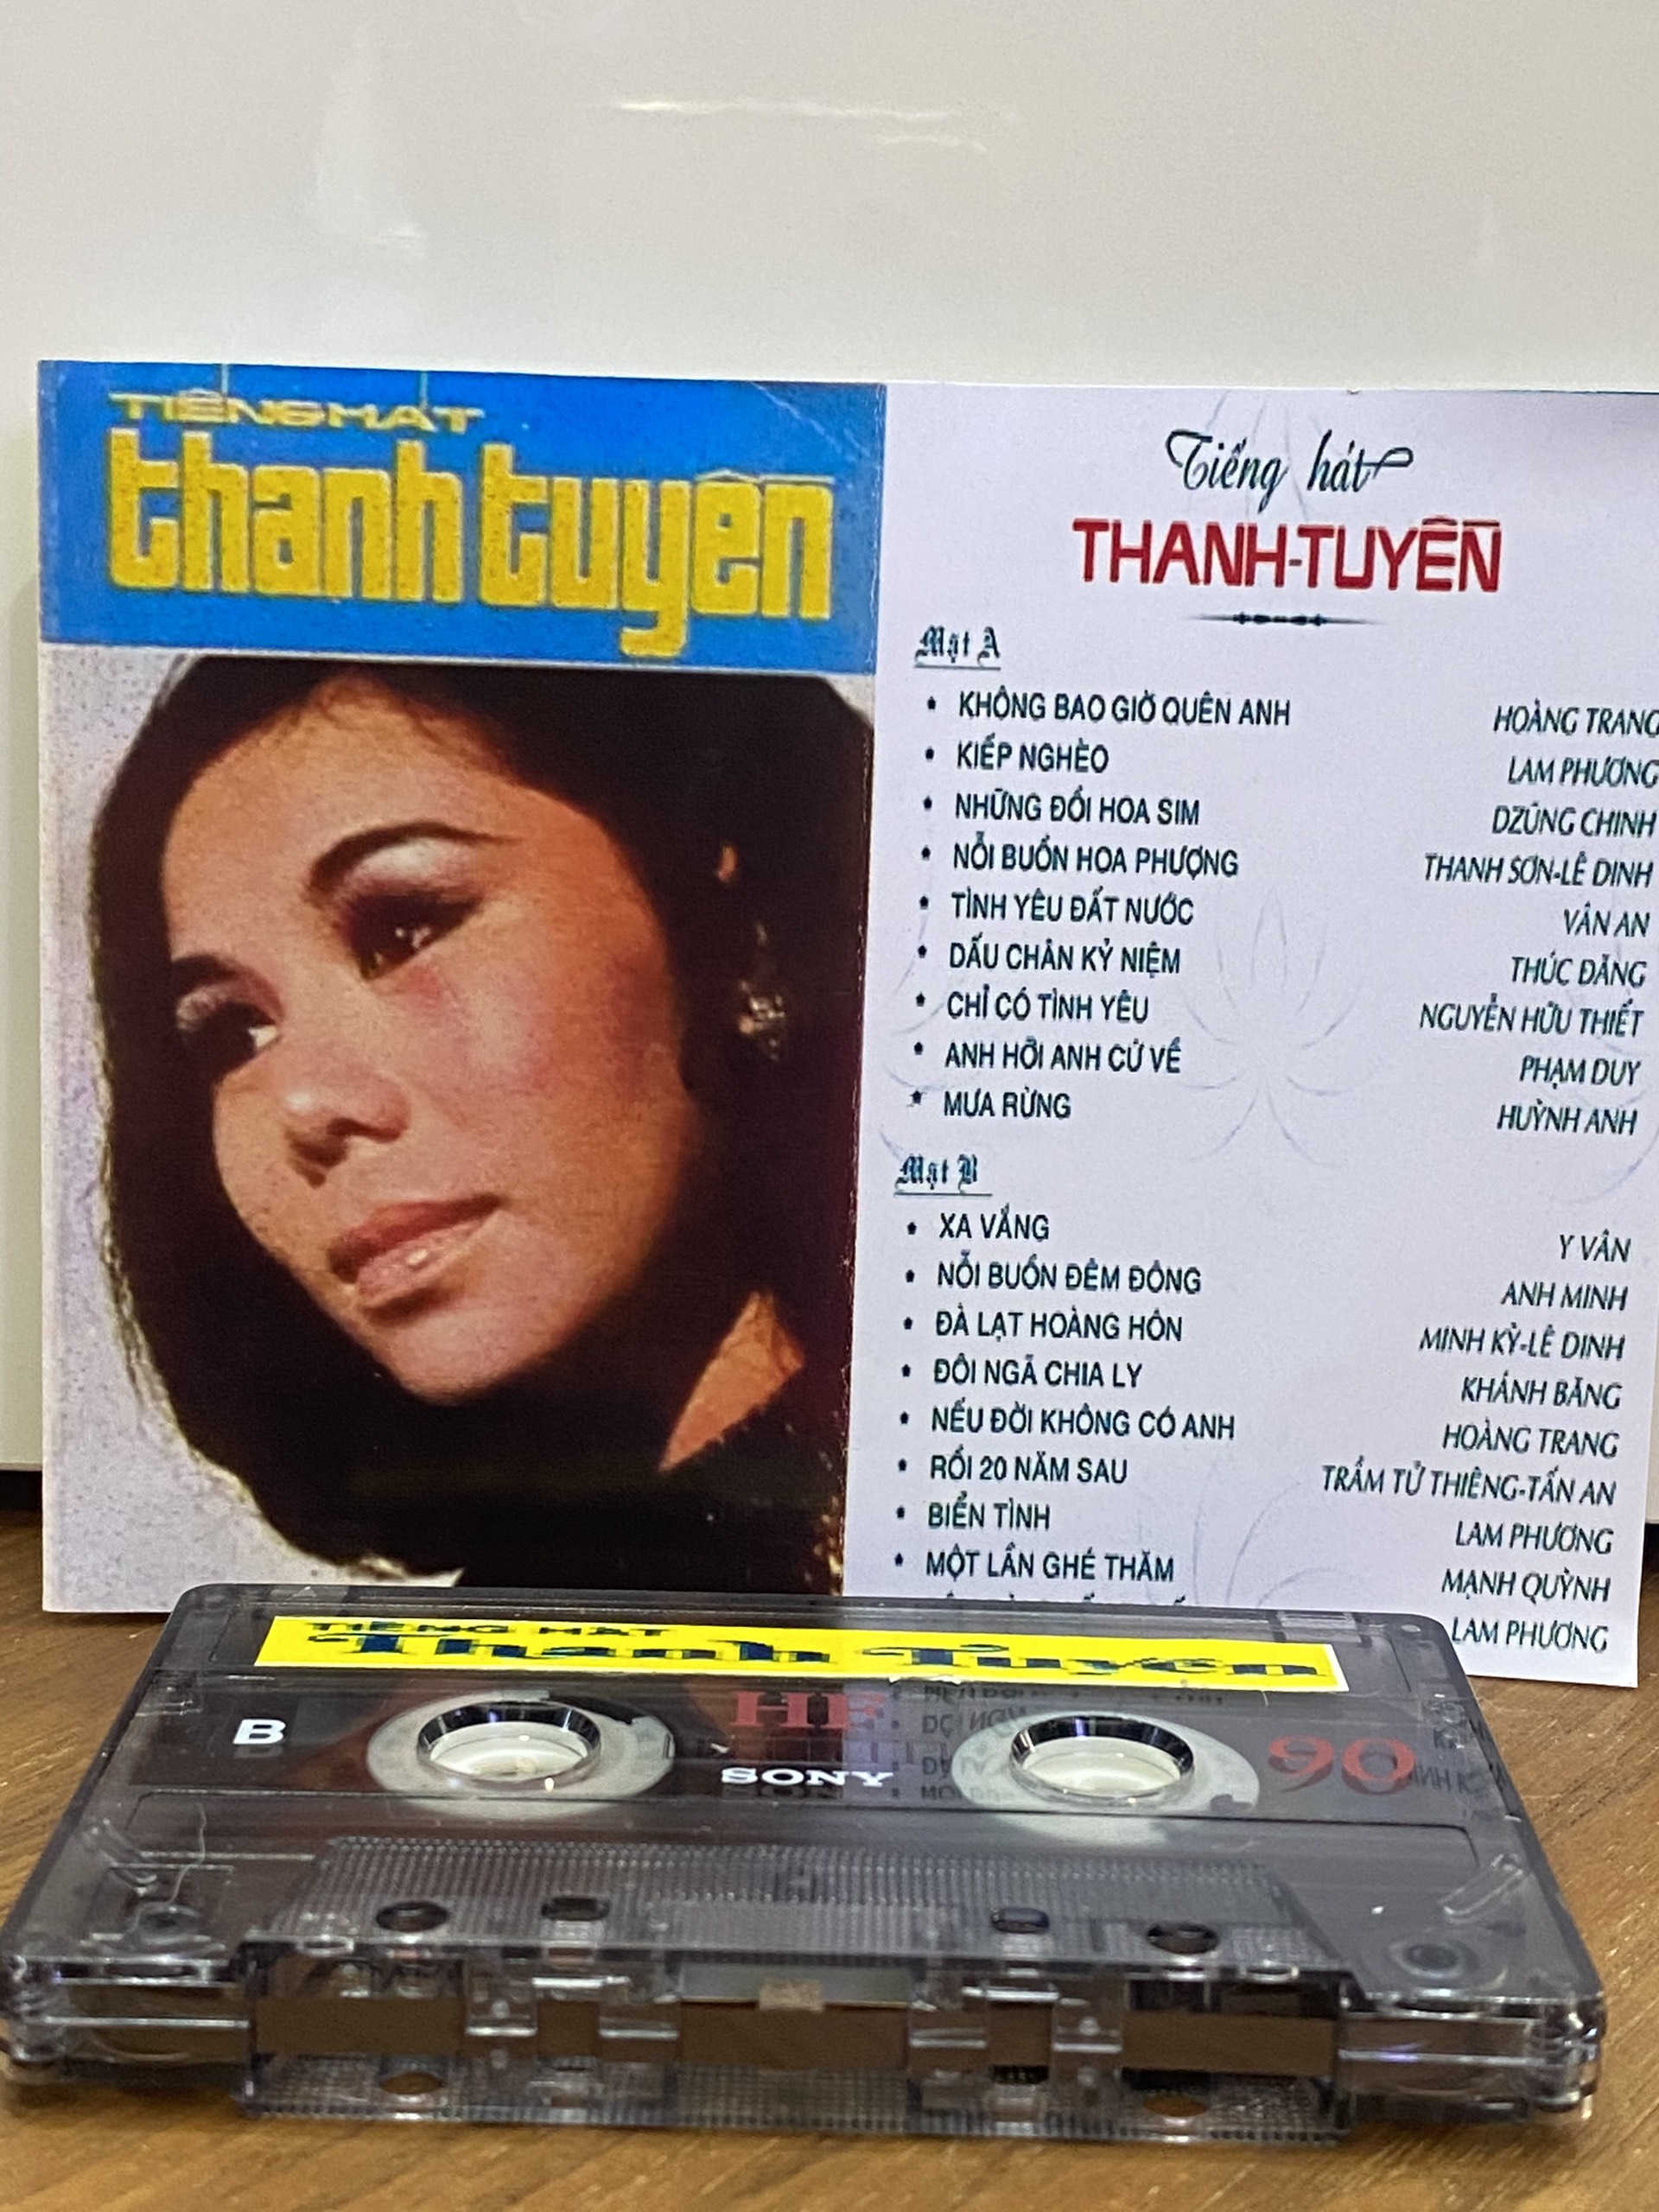 TIẾNG HÁT
thanh tuyền
Tiếng hát
THANH-TUYỀN
Mặt A
• KHÔNG BAO GIỜ QUÊN ANH HOÀNG TRANG
• KIẾP NGHÈO LAM PHƯƠNG
• NHỮNG ĐỒI HOA SIM DZŨNG CHINH
• NỖI BUỒN HOA PHƯỢNG THANH SƠN-LÊ DINH
• TÌNH YÊU ĐẤT NƯỚC VÂN AN
• DẤU CHÂN KỶ NIỆM THÚC ĐĂNG
• CHỈ CÓ TÌNH YÊU NGUYỄN HỮU THIẾT
• ANH HỠI ANH CỨ VỀ PHẠM DUY
• MƯA RỪNG HUỲNH ANH
Mặt B
• XA VẮNG Y VÂN
• NỖI BUỒN ĐÊM ĐÔNG ANH MINH
• ĐÀ LẠT HOÀNG HÔN MINH KỲ-LÊ DINH
• ĐÔI NGÃ CHIA LY KHÁNH BĂNG
• NẾU ĐỜI KHÔNG CÓ ANH HOÀNG TRANG
• RỒI 20 NĂM SAU TRẦM TỬ THIÊNG-TẤN AN
• BIỂN TÌNH LAM PHƯƠNG
• MỘT LẦN GHÉ THĂM MẠNH QUỲNH
LAM PHƯƠNG
TIẾNG HÁT
Thanh Tuyền
B HF 90
SONY